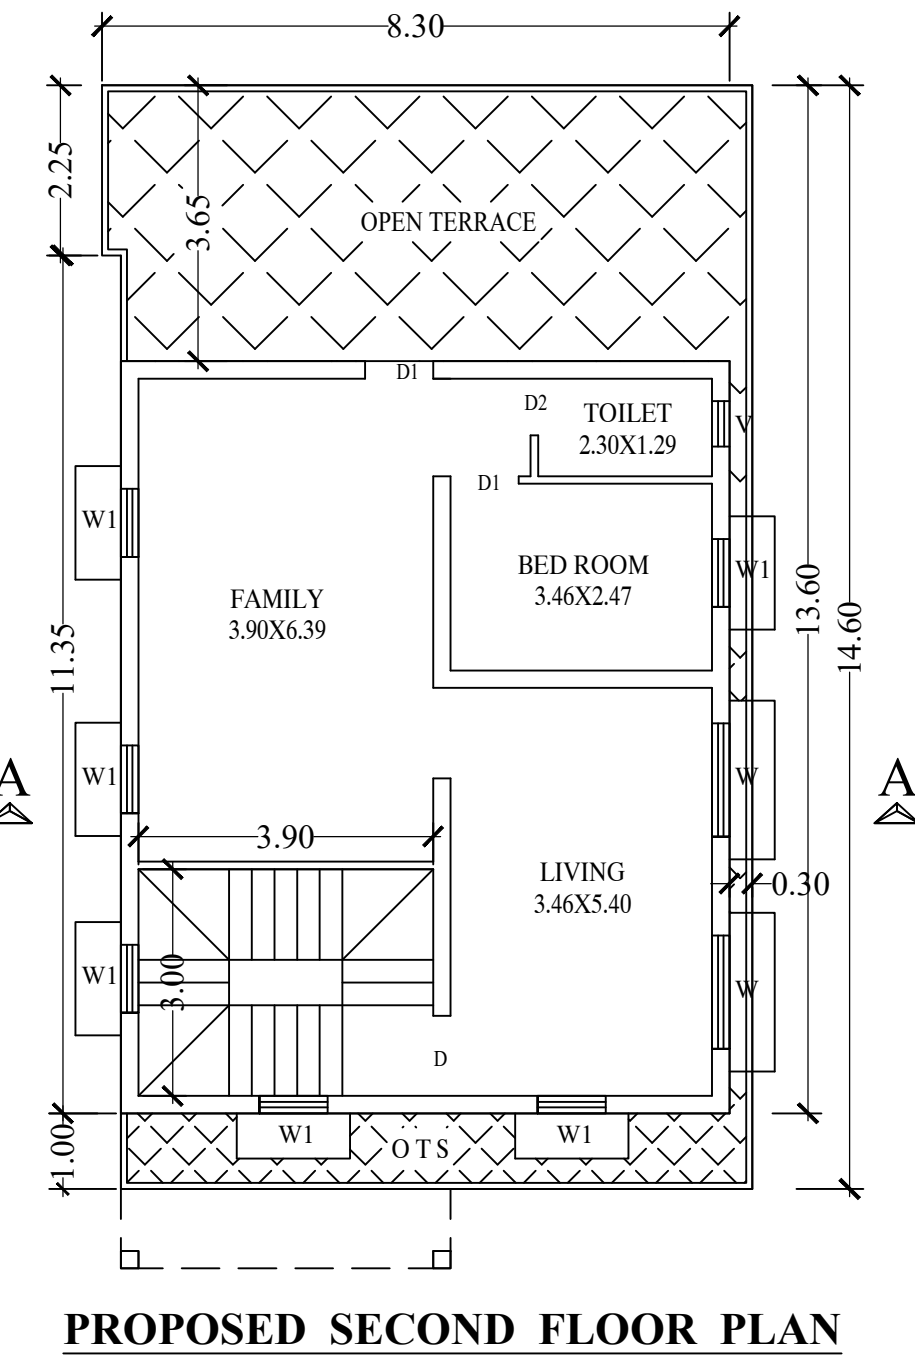 8.30
2.25
3.65
OPEN TERRACE
D1
D2
TOILET
2.30X1.29
V
D1
W1
BED ROOM
3.46X2.47
W1
FAMILY
3.90X6.39
13.60
14.60
11.35
A
W1
W
A
3.90
LIVING
3.46X5.40
0.30
W1
3.00
W
D
1.00
W1
O T S
W1
PROPOSED SECOND FLOOR PLAN